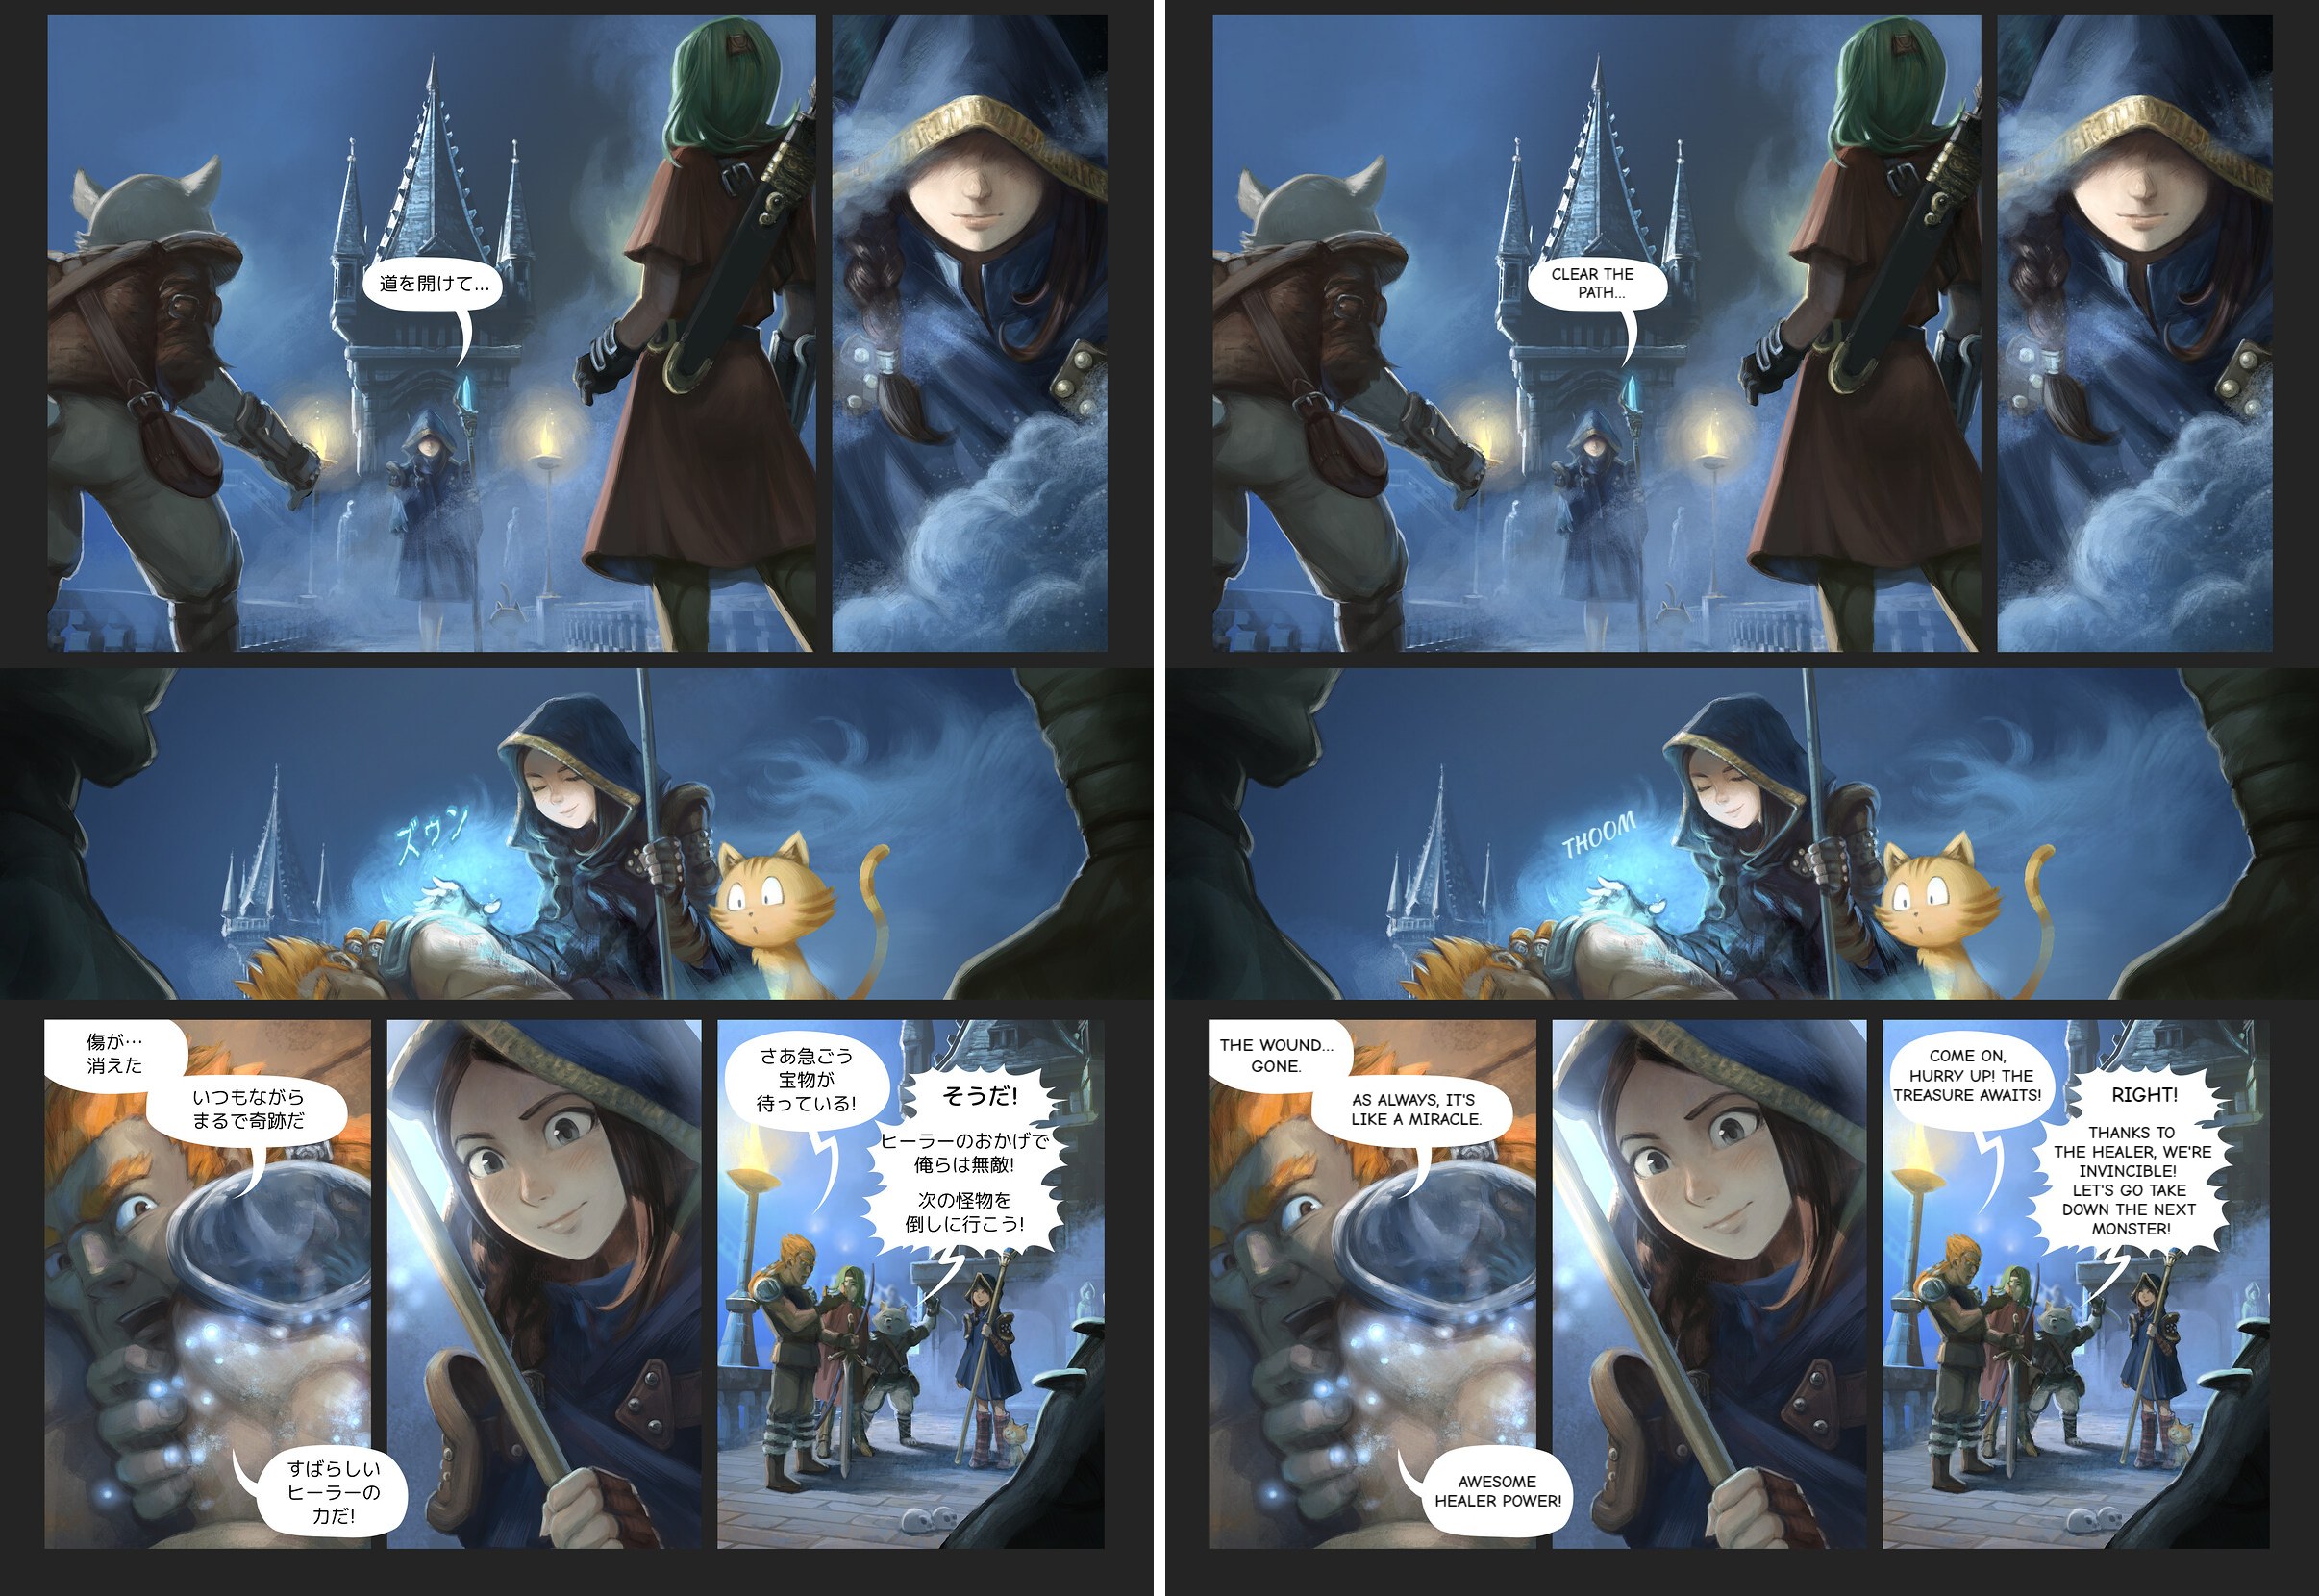 道を開けて...
ズゥン
傷が…
消えた
いつもながら
まるで奇跡だ
すばらしい
ヒーラーの
力だ!
さあ急ごう
宝物が
待っている!
そうだ!
ヒーラーのおかげで
俺らは無敵!
次の怪物を
倒しに行こう!
CLEAR THE
PATH...
THOOM
THE WOUND...
GONE.
AS ALWAYS, IT'S
LIKE A MIRACLE.
AWESOME
HEALER POWER!
COME ON,
HURRY UP! THE
TREASURE AWAITS!
RIGHT!
THANKS TO
THE HEALER, WE'RE
INVINCIBLE!
LET'S GO TAKE
DOWN THE NEXT
MONSTER!